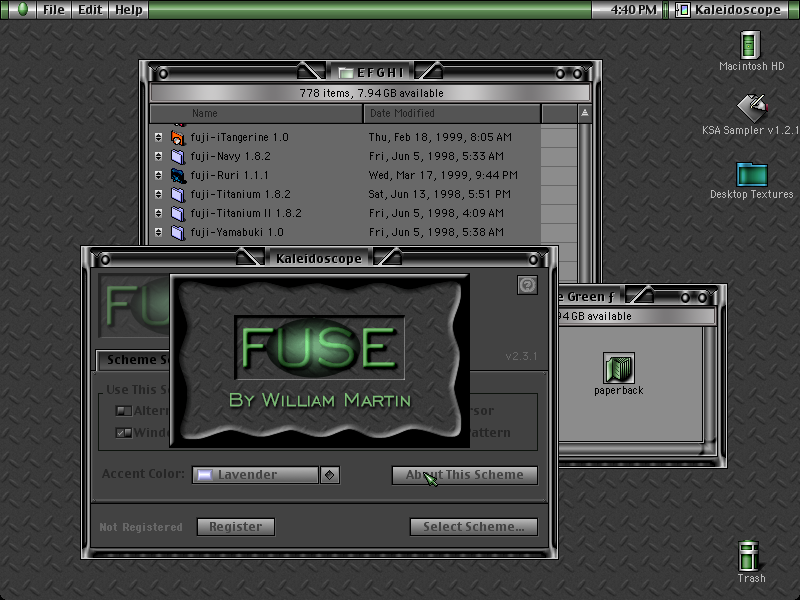 File Edit Help
4:40 PM Kaleidoscope
Macintosh HD
KSA Sampler v1.2.1
Desktop Textures
EFGHI
778 items, 7.94 GB available
Name Date Modified
fuji-iTangerine 1.0 Thu, Feb 18, 1999, 8:05 AM
fuji-Navy 1.8.2 Fri, Jun 5, 1998, 5:33 AM
fuji-Ruri 1.1.1 Wed, Mar 17, 1999, 9:44 PM
fuji-Titanium 1.8.2 Sat, Jun 13, 1998, 5:51 PM
fuji-Titanium II 1.8.2 Fri, Jun 5, 1998, 4:09 AM
fuji-Yamabuki 1.0 Fri, Jun 5, 1998, 5:38 AM
Kaleidoscope
FUSE
By William Martin
v2.3.1
Scheme S
Use This S
Altern
Wind
rsor
attern
Accent Color: Lavender
About This Scheme
Not Registered Register Select Scheme...
e Green ƒ
94 GB available
paperback
Trash